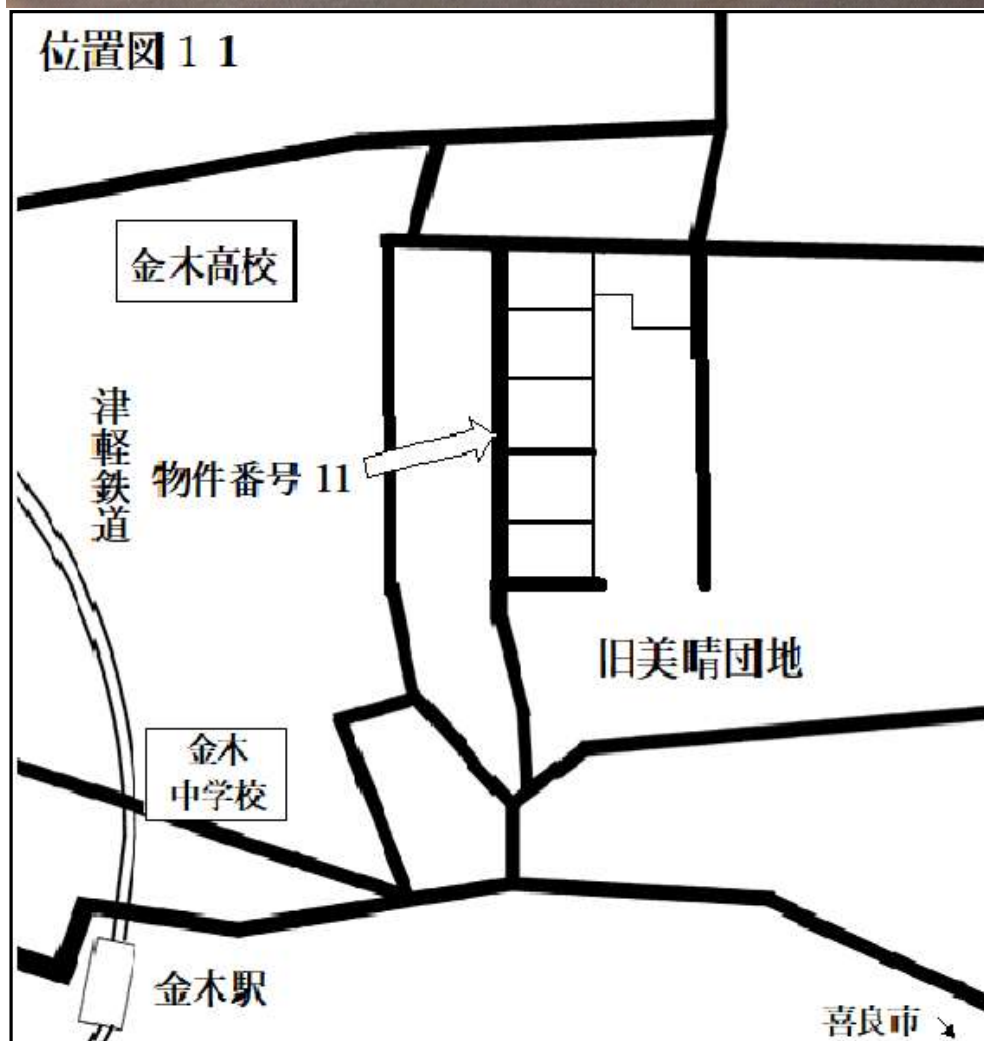 位置図１１
金木高校
津軽鉄道
物件番号 11
旧美晴団地
金木
中学校
金木駅
喜良市